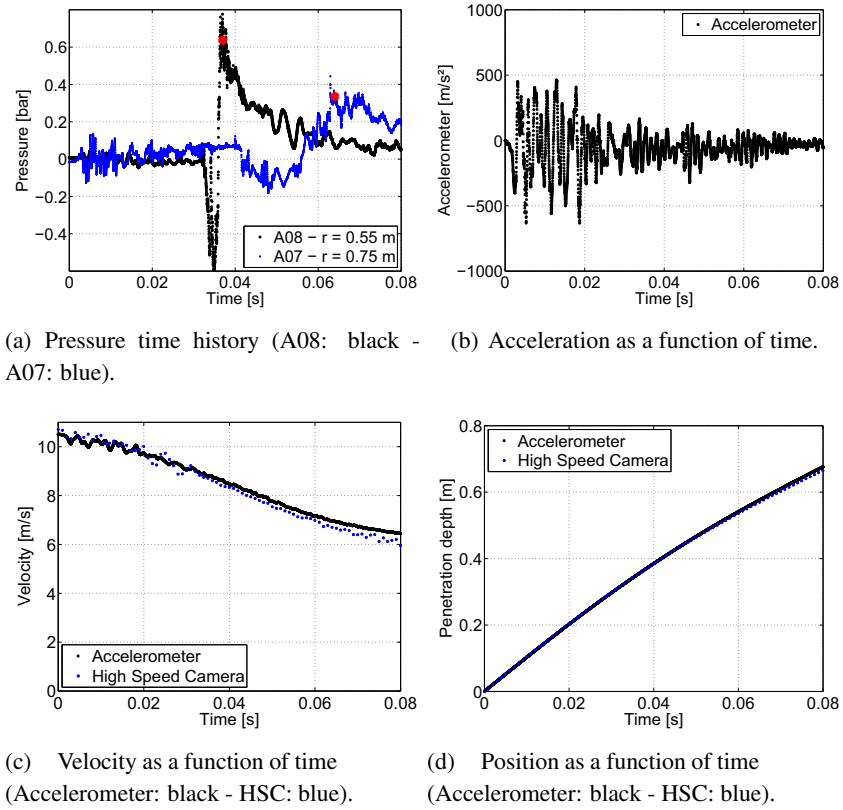 0.6
0.4
0.2
0
−0.2
−0.4
Pressure [bar]
0
0.02
0.04
0.06
0.08
Time [s]
A08 − r = 0.55 m
A07 − r = 0.75 m
1000
500
0
−500
−1000
Accelerometer [m/s²]
0
0.02
0.04
0.06
0.08
Time [s]
Accelerometer
(a) Pressure time history (A08: black -
A07: blue).
(b) Acceleration as a function of time.
10
8
6
4
2
0
Velocity [m/s]
0
0.02
0.04
0.06
0.08
Time [s]
Accelerometer
High Speed Camera
0.8
0.6
0.4
0.2
0
Penetration depth [m]
0
0.02
0.04
0.06
0.08
Time [s]
Accelerometer
High Speed Camera
(c) Velocity as a function of time
(Accelerometer: black - HSC: blue).
(d) Position as a function of time
(Accelerometer: black - HSC: blue).